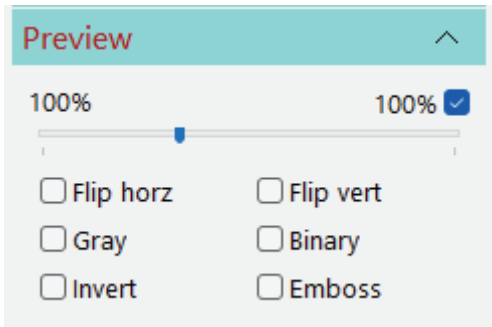 Preview
100% 100%
Flip horz Flip vert
Gray Binary
Invert Emboss